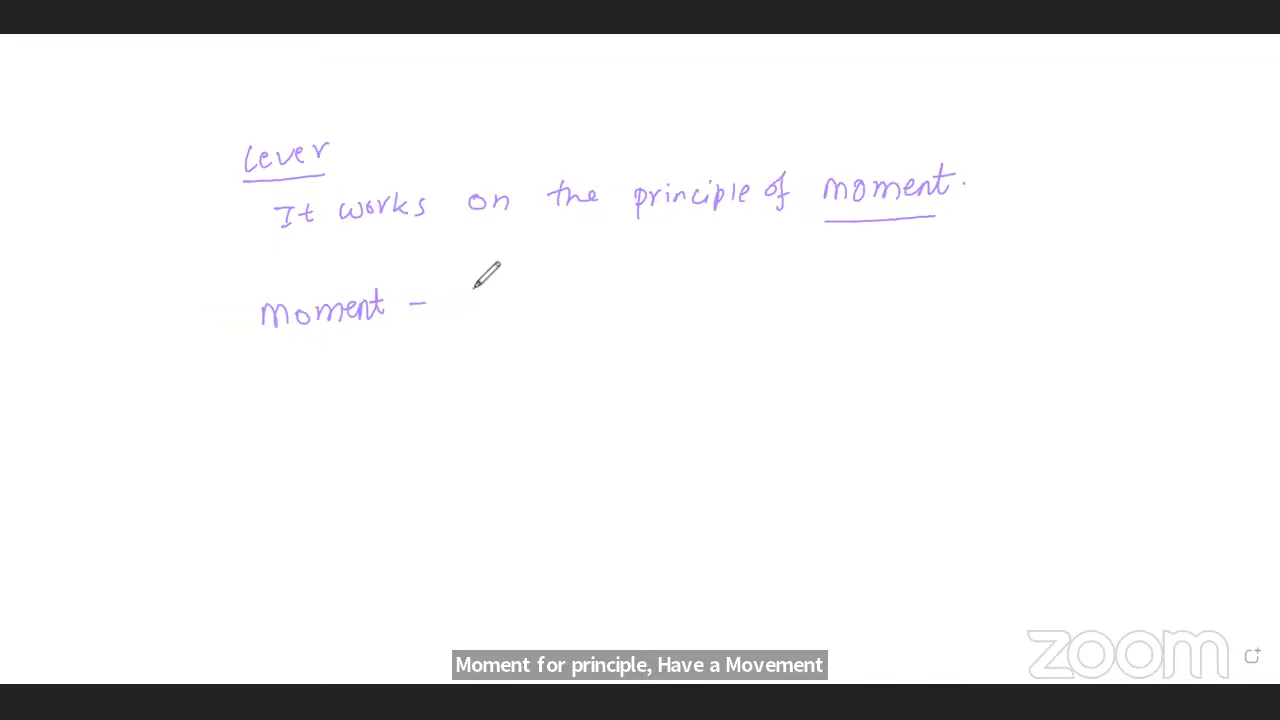 Lever
It works on the principle of moment.
Moment -
Moment for principle, Have a Movement
zoom